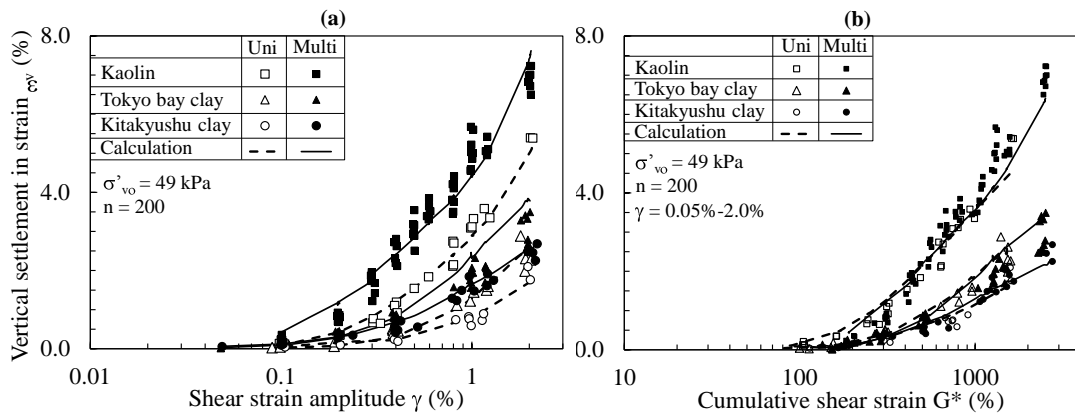 (a)
Vertical settlement in strain εv (%)
8.0
4.0
0.0
Uni Multi
Kaolin
Tokyo bay clay
Kitakyushu clay
Calculation
σ'vo = 49 kPa
n = 200
0.01 0.1 1
Shear strain amplitude γ (%)
(b)
8.0
4.0
0.0
Uni Multi
Kaolin
Tokyo bay clay
Kitakyushu clay
Calculation
σ'vo = 49 kPa
n = 200
γ = 0.05%-2.0%
10 100 1000
Cumulative shear strain G* (%)